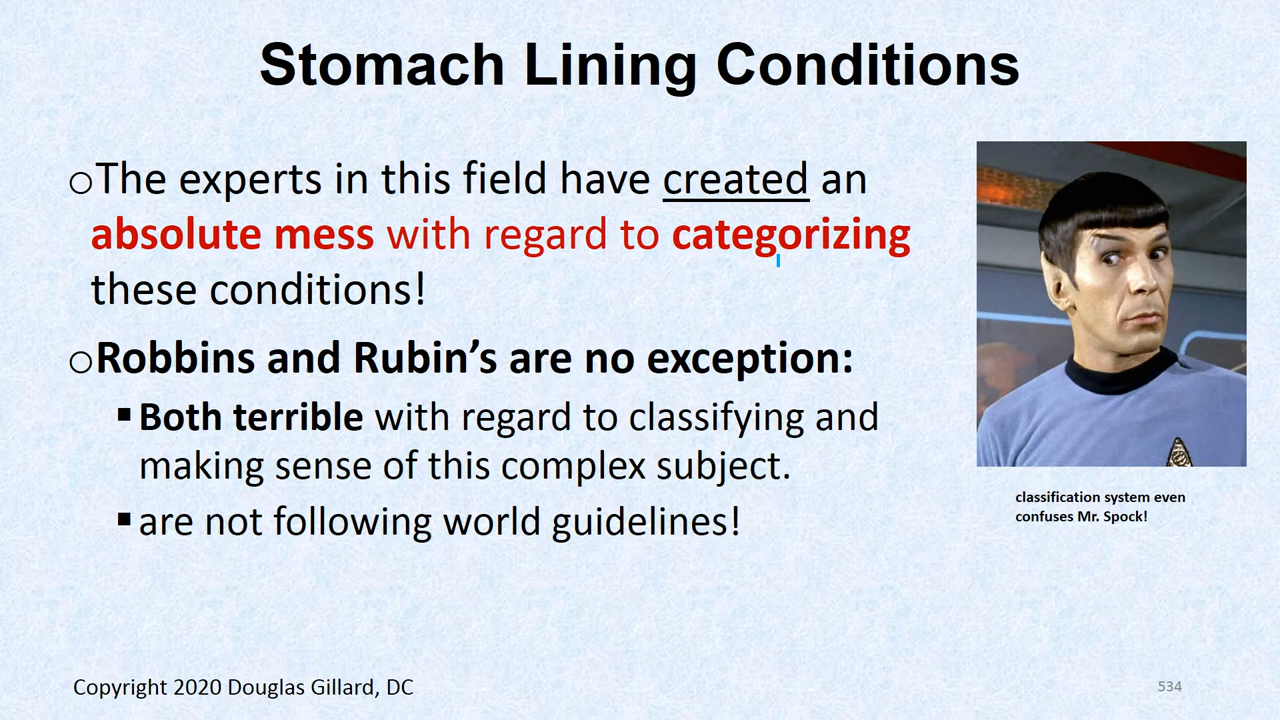 Stomach Lining Conditions
○The experts in this field have created an
absolute mess with regard to categorizing
these conditions!
○Robbins and Rubin’s are no exception:
▪Both terrible with regard to classifying and
making sense of this complex subject.
▪are not following world guidelines!
classification system even
confuses Mr. Spock!
Copyright 2020 Douglas Gillard, DC
534